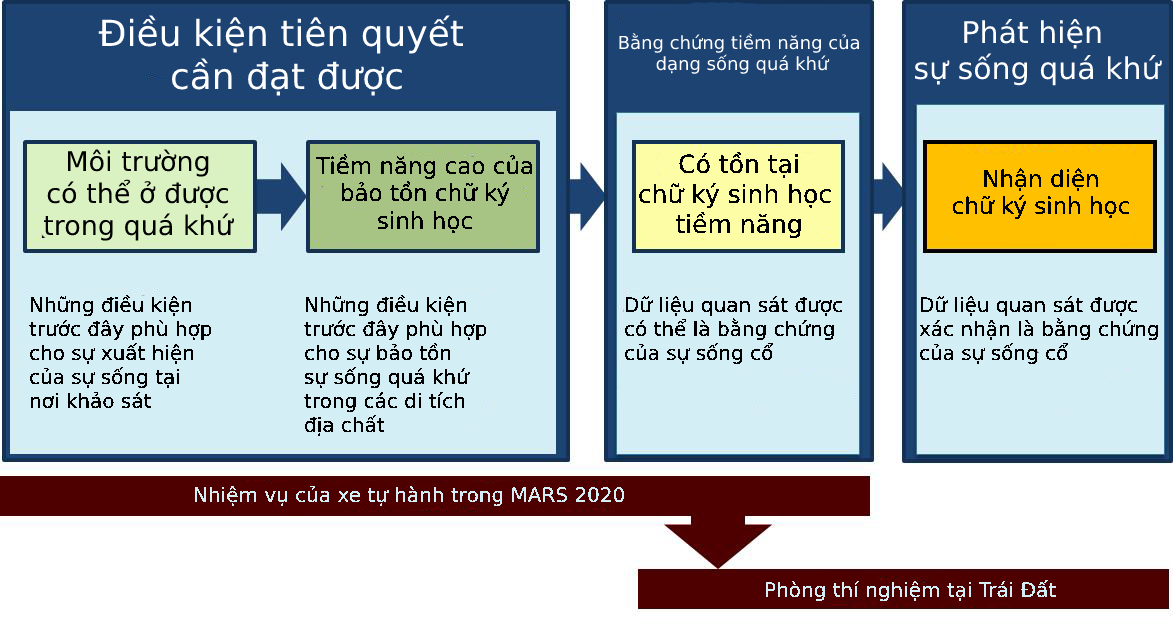 Điều kiện tiên quyết
cần đạt được
Môi trường
có thể ở được
trong quá khứ
Tiềm năng cao của
bảo tồn chữ ký
sinh học
Những điều kiện
trước đây phù hợp
cho sự xuất hiện
của sự sống tại
nơi khảo sát
Những điều kiện
trước đây phù hợp
cho sự bảo tồn
sự sống quá khứ
trong các di tích
địa chất
Bằng chứng tiềm năng của
dạng sống quá khứ
Có tồn tại
chữ ký sinh học
tiềm năng
Dữ liệu quan sát được
có thể là bằng chứng
của sự sống cổ
Phát hiện
sự sống quá khứ
Nhận diện
chữ ký sinh học
Dữ liệu quan sát được
xác nhận là bằng chứng
của sự sống cổ
Nhiệm vụ của xe tự hành trong MARS 2020
Phòng thí nghiệm tại Trái Đất